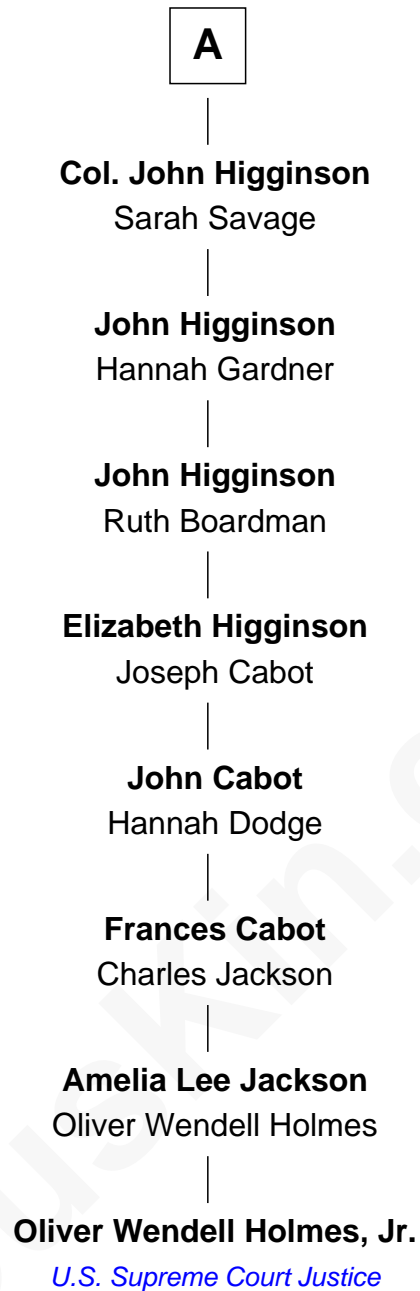 A
Col. John Higginson
Sarah Savage
John Higginson
Hannah Gardner
John Higginson
Ruth Boardman
Elizabeth Higginson
Joseph Cabot
John Cabot
Hannah Dodge
Frances Cabot
Charles Jackson
Amelia Lee Jackson
Oliver Wendell Holmes
Oliver Wendell Holmes, Jr.
U.S. Supreme Court Justice